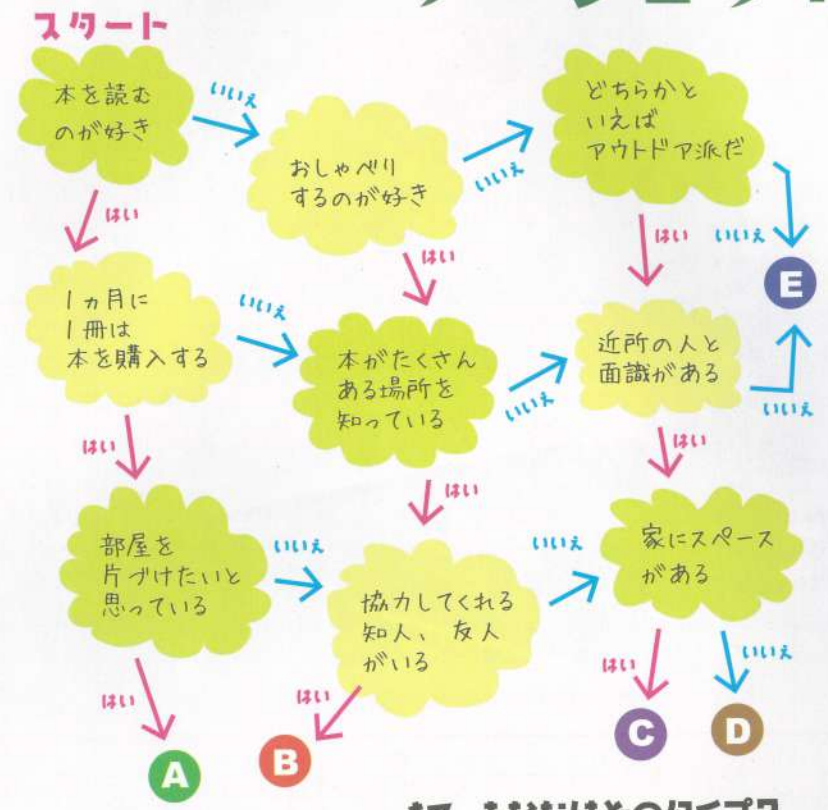 スタート
本を読む
のが好き
いいえ
おしゃべり
するのが好き
いいえ
どちらかと
いえば
アウトドア派だ
はい
はい
はい
いいえ
E
1ヵ月に
1冊は
本を購入する
いいえ
本がたくさん
ある場所を
知っている
いいえ
近所の人と
面識がある
いいえ
はい
はい
はい
部屋を
片づけたいと
思っている
いいえ
協力してくれる
知人、友人
がいる
いいえ
家にスペース
がある
はい
はい
はい
いいえ
A
B
C
D